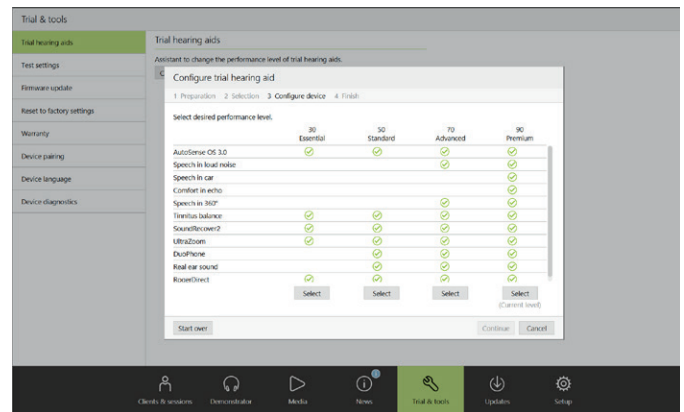 Trial & tools
Trial hearing aids
Test settings
Firmware update
Reset to factory settings
Warranty
Device pairing
Device language
Device diagnostics
Trial hearing aids
Assistant to change the performance level of trial hearing aids.
C
Configure trial hearing aid
1 Preparation 2 Selection 3 Configure device 4 Finish
Select desired performance level.
30 50 70 90
Essential Standard Advanced Premium
AutoSense OS 3.0
Speech in loud noise
Speech in car
Comfort in echo
Speech in 360°
Tinnitus balance
SoundRecover2
UltraZoom
DuoPhone
Real ear sound
RogerDirect
Select Select Select Select
(Current level)
Start over Continue Cancel
Clients & sessions Demonstrator Media News Trial & tools Updates Setup